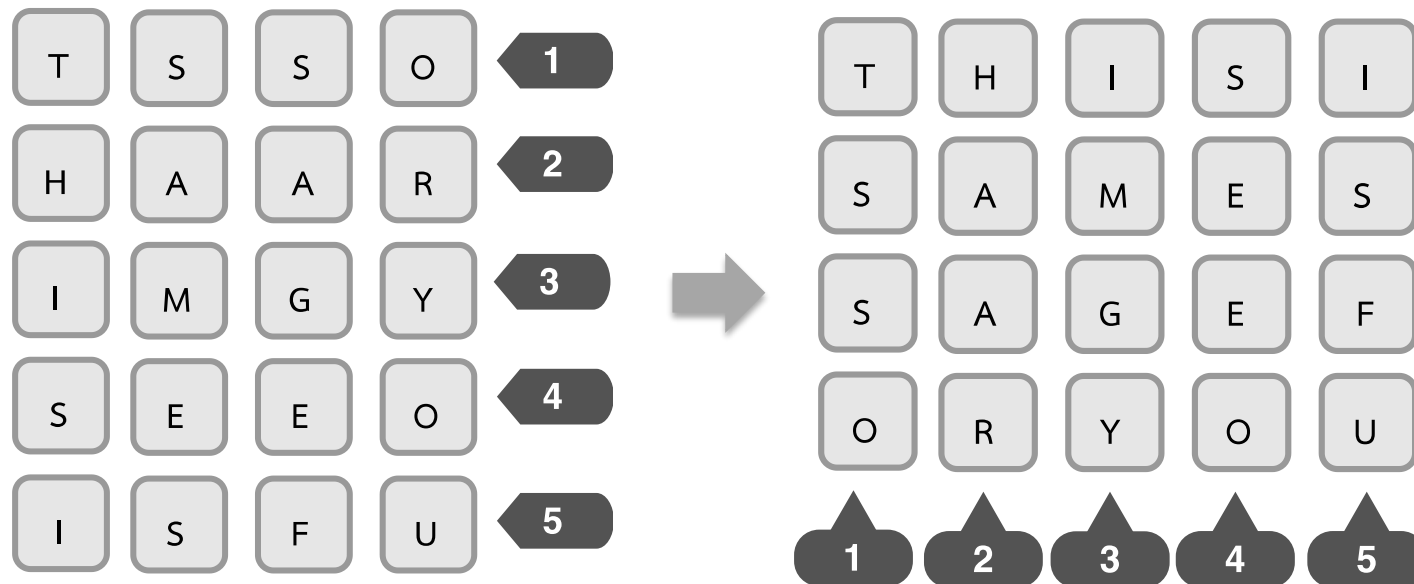 T S S O 1
H A A R 2
I M G Y 3
S E E O 4
I S F U 5
T H I S I
S A M E S
S A G E F
O R Y O U
1 2 3 4 5